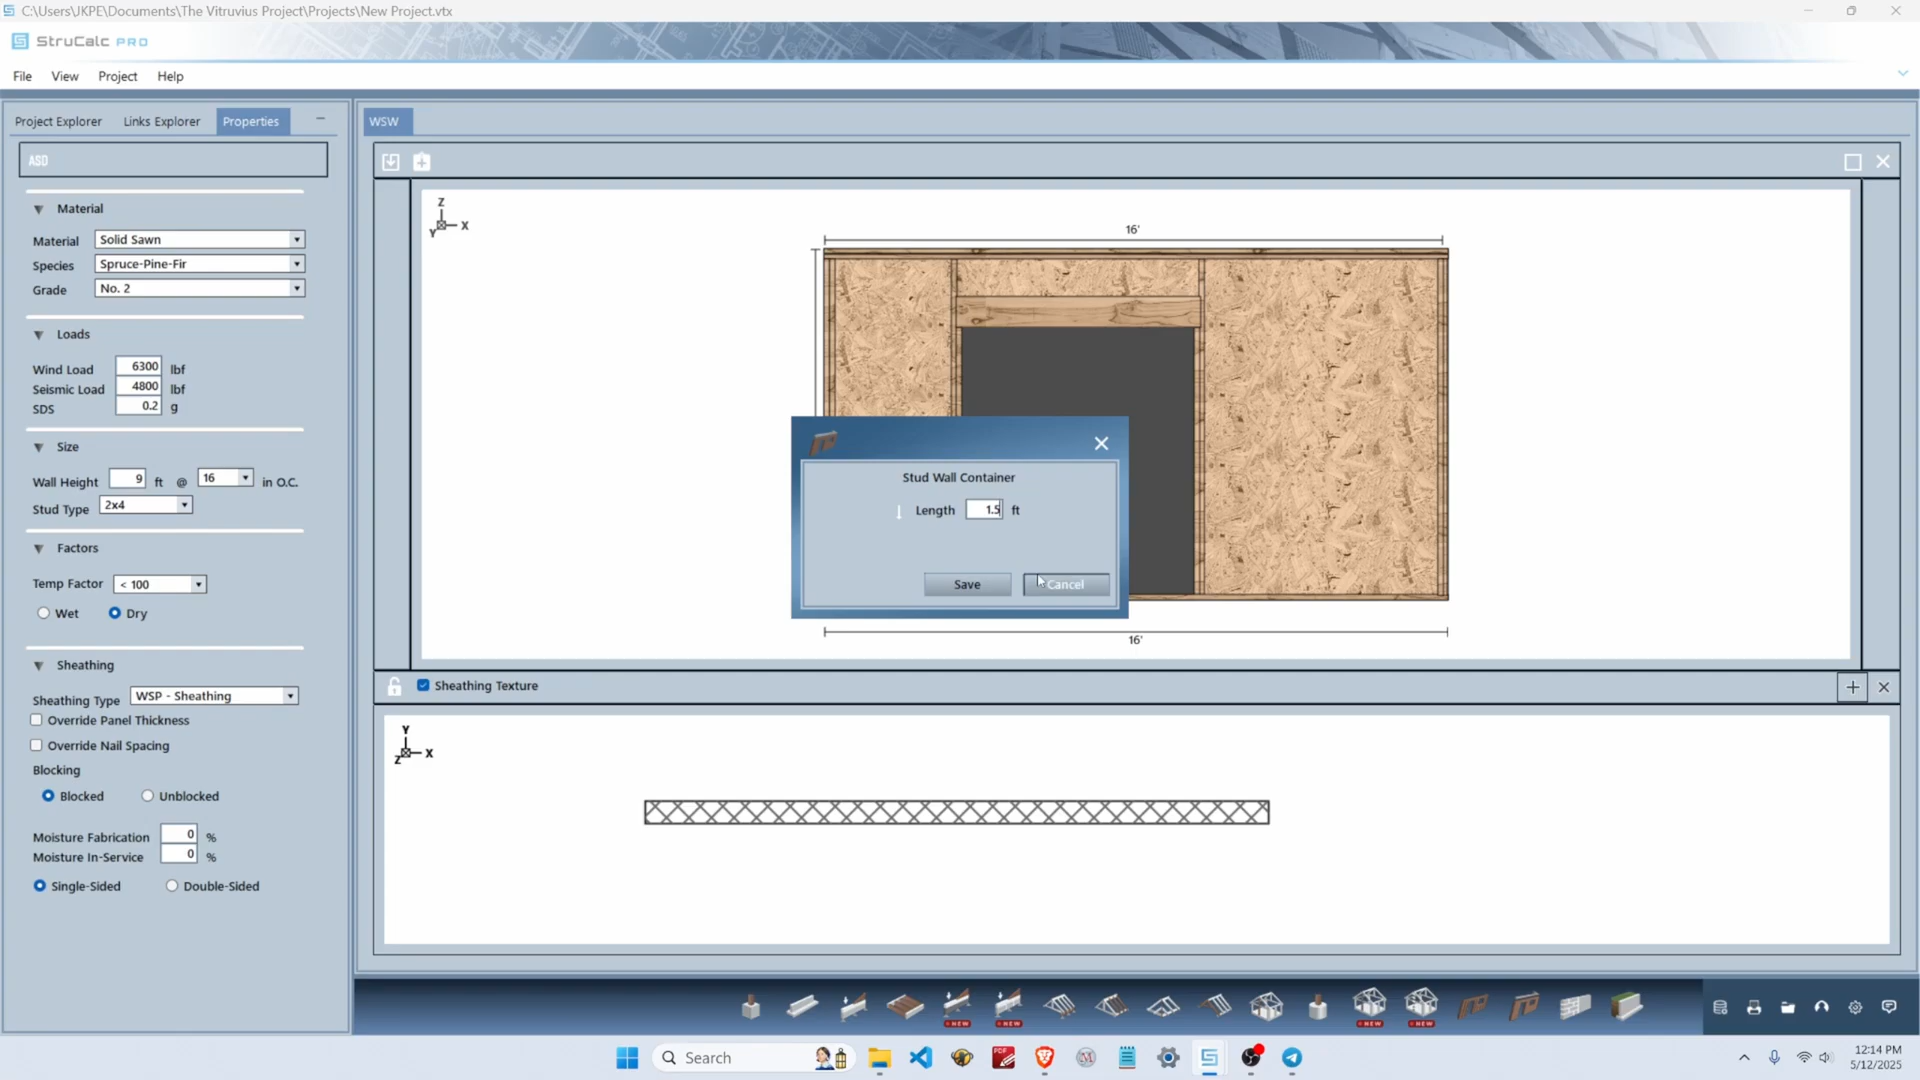 C:\Users\JKPE\Documents\The Vitruvius Project\Projects\New Project.vtx
STRUCALC PRO
File View Project Help
Project Explorer Links Explorer Properties
WSW
ASD
Material
Material Solid Sawn
Species Spruce-Pine-Fir
Grade No. 2
Loads
Wind Load 6300 lbf
Seismic Load 4800 lbf
SDS 0.2 g
Size
Wall Height 9 ft @ 16 in O.C.
Stud Type 2x4
Factors
Temp Factor < 100
Wet Dry
Sheathing
Sheathing Type WSP - Sheathing
Override Panel Thickness
Override Nail Spacing
Blocking
Blocked Unblocked
Moisture Fabrication 0 %
Moisture In-Service 0 %
Single-Sided Double-Sided
Z
Y X
16'
Stud Wall Container
Length 1.5 ft
Save Cancel
16'
Sheathing Texture
Y
Z X
NEW NEW NEW NEW
Search
12:14 PM
5/12/2025